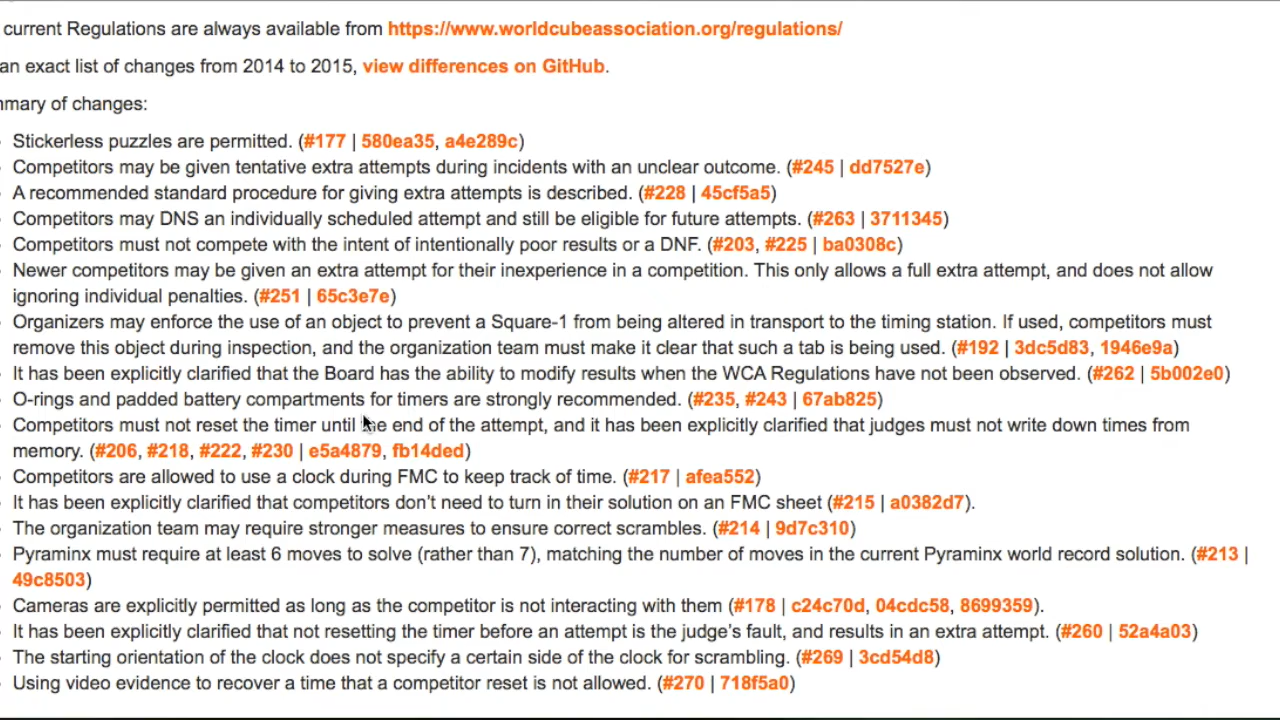 current Regulations are always available from https://www.worldcubeassociation.org/regulations/
an exact list of changes from 2014 to 2015, view differences on GitHub.
mmary of changes:
Stickerless puzzles are permitted. (#177 | 580ea35, a4e289c)
Competitors may be given tentative extra attempts during incidents with an unclear outcome. (#245 | dd7527e)
A recommended standard procedure for giving extra attempts is described. (#228 | 45cf5a5)
Competitors may DNS an individually scheduled attempt and still be eligible for future attempts. (#263 | 3711345)
Competitors must not compete with the intent of intentionally poor results or a DNF. (#203, #225 | ba0308c)
Newer competitors may be given an extra attempt for their inexperience in a competition. This only allows a full extra attempt, and does not allow
ignoring individual penalties. (#251 | 65c3e7e)
Organizers may enforce the use of an object to prevent a Square-1 from being altered in transport to the timing station. If used, competitors must
remove this object during inspection, and the organization team must make it clear that such a tab is being used. (#192 | 3dc5d83, 1946e9a)
It has been explicitly clarified that the Board has the ability to modify results when the WCA Regulations have not been observed. (#262 | 5b002e0)
O-rings and padded battery compartments for timers are strongly recommended. (#235, #243 | 67ab825)
Competitors must not reset the timer until the end of the attempt, and it has been explicitly clarified that judges must not write down times from
memory. (#206, #218, #222, #230 | e5a4879, fb14ded)
Competitors are allowed to use a clock during FMC to keep track of time. (#217 | afea552)
It has been explicitly clarified that competitors don't need to turn in their solution on an FMC sheet (#215 | a0382d7).
The organization team may require stronger measures to ensure correct scrambles. (#214 | 9d7c310)
Pyraminx must require at least 6 moves to solve (rather than 7), matching the number of moves in the current Pyraminx world record solution. (#213 |
49c8503)
Cameras are explicitly permitted as long as the competitor is not interacting with them (#178 | c24c70d, 04cdc58, 8699359).
It has been explicitly clarified that not resetting the timer before an attempt is the judge's fault, and results in an extra attempt. (#260 | 52a4a03)
The starting orientation of the clock does not specify a certain side of the clock for scrambling. (#269 | 3cd54d8)
Using video evidence to recover a time that a competitor reset is not allowed. (#270 | 718f5a0)